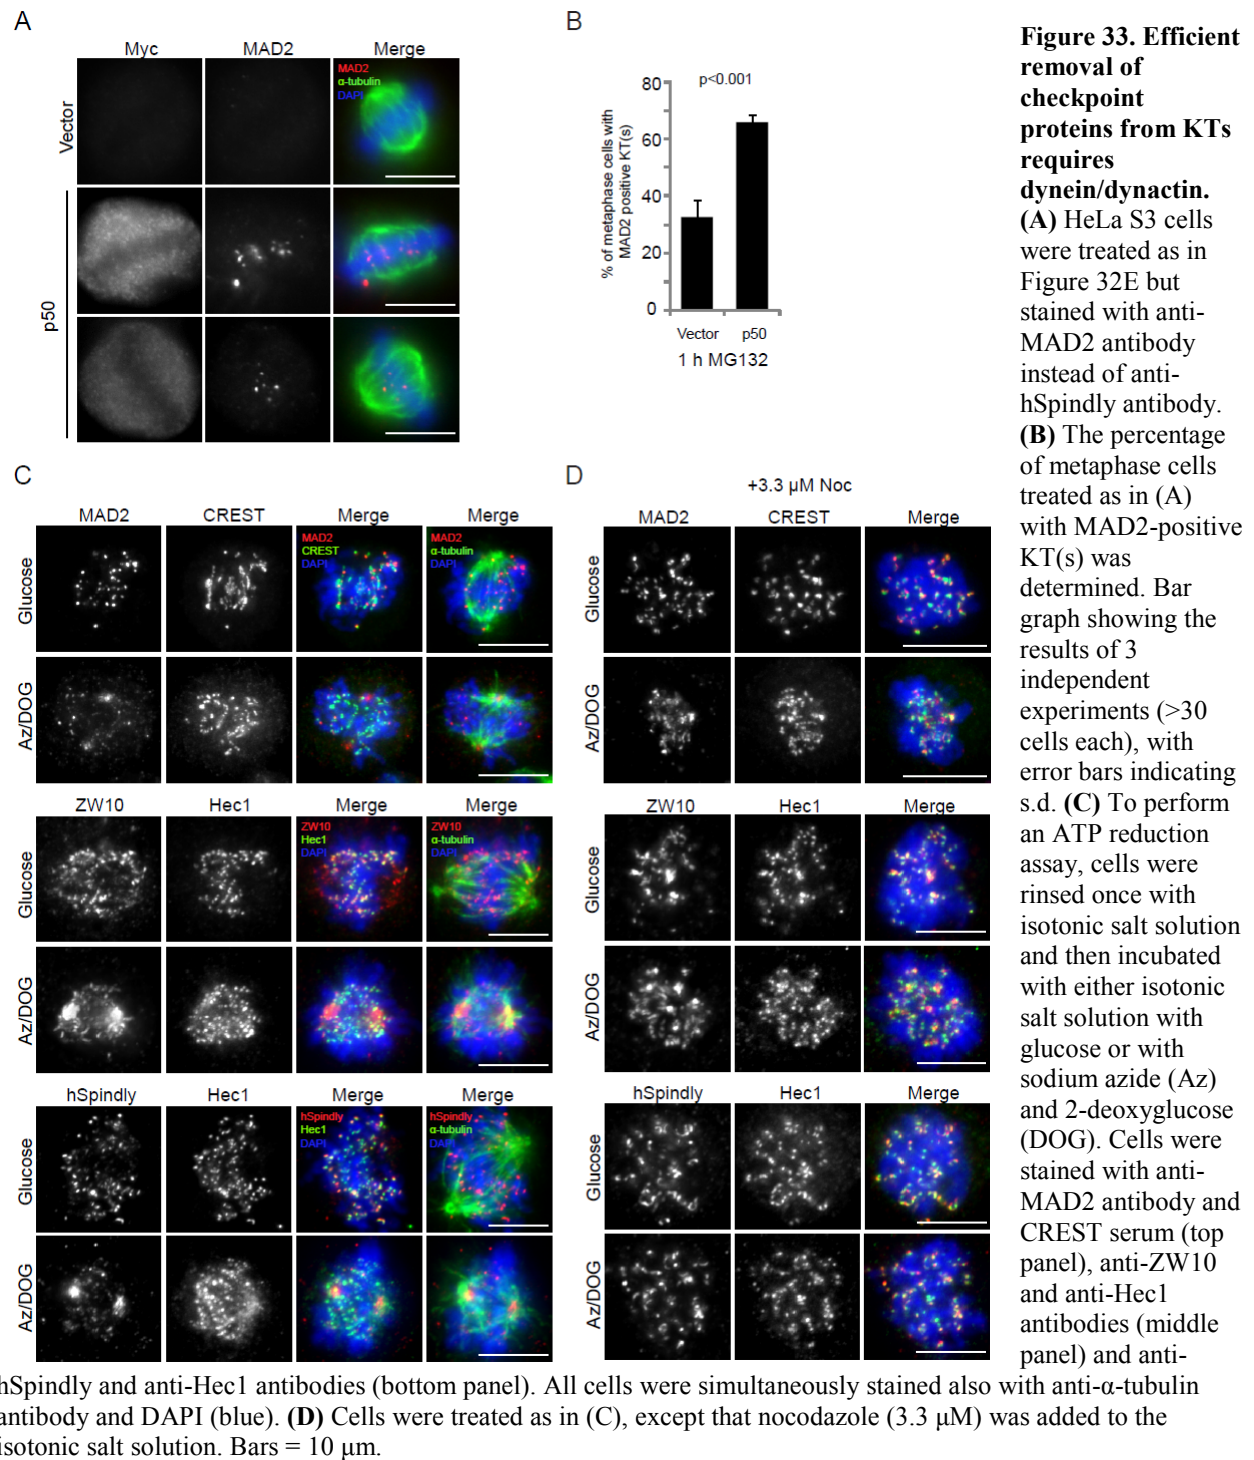 A
Myc MAD2 Merge
Vector
MAD2
α-tubulin
DAPI
p50
B
p<0.001
% of metaphase cells with
MAD2 positive KT(s)
80
60
40
20
0
Vector p50
1 h MG132
C
MAD2 CREST Merge Merge
Glucose
MAD2
CREST
DAPI
MAD2
α-tubulin
DAPI
Az/DOG
ZW10 Hec1 Merge Merge
Glucose
ZW10
Hec1
DAPI
ZW10
α-tubulin
DAPI
Az/DOG
hSpindly Hec1 Merge Merge
Glucose
hSpindly
Hec1
DAPI
hSpindly
α-tubulin
DAPI
Az/DOG
D
+3.3 μM Noc
MAD2 CREST Merge
Glucose
Az/DOG
ZW10 Hec1 Merge
Glucose
Az/DOG
hSpindly Hec1 Merge
Glucose
Az/DOG
Figure 33. Efficient
removal of
checkpoint
proteins from KTs
requires
dynein/dynactin.
(A) HeLa S3 cells
were treated as in
Figure 32E but
stained with anti-
MAD2 antibody
instead of anti-
hSpindly antibody.
(B) The percentage
of metaphase cells
treated as in (A)
with MAD2-positive
KT(s) was
determined. Bar
graph showing the
results of 3
independent
experiments (>30
cells each), with
error bars indicating
s.d. (C) To perform
an ATP reduction
assay, cells were
rinsed once with
isotonic salt solution
and then incubated
with either isotonic
salt solution with
glucose or with
sodium azide (Az)
and 2-deoxyglucose
(DOG). Cells were
stained with anti-
MAD2 antibody and
CREST serum (top
panel), anti-ZW10
and anti-Hec1
antibodies (middle
panel) and anti-
hSpindly and anti-Hec1 antibodies (bottom panel). All cells were simultaneously stained also with anti-α-tubulin
antibody and DAPI (blue). (D) Cells were treated as in (C), except that nocodazole (3.3 μM) was added to the
isotonic salt solution. Bars = 10 μm.